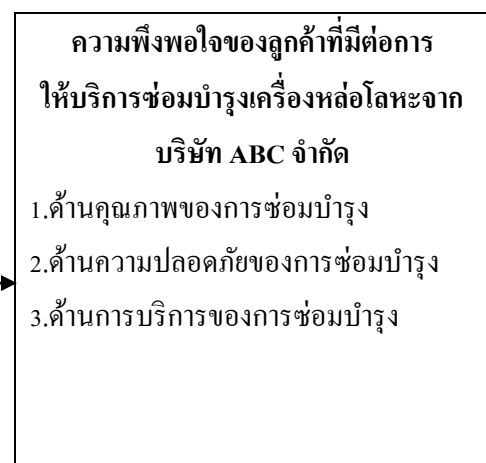 ความพึงพอใจของลูกค้าที่มีต่อการ
ให้บริการซ่อมบำรุงเครื่องหล่อโลหะจาก
บริษัท ABC จำกัด
1.ด้านคุณภาพของการซ่อมบำรุง
2.ด้านความปลอดภัยของการซ่อมบำรุง
3.ด้านการบริการของการซ่อมบำรุง